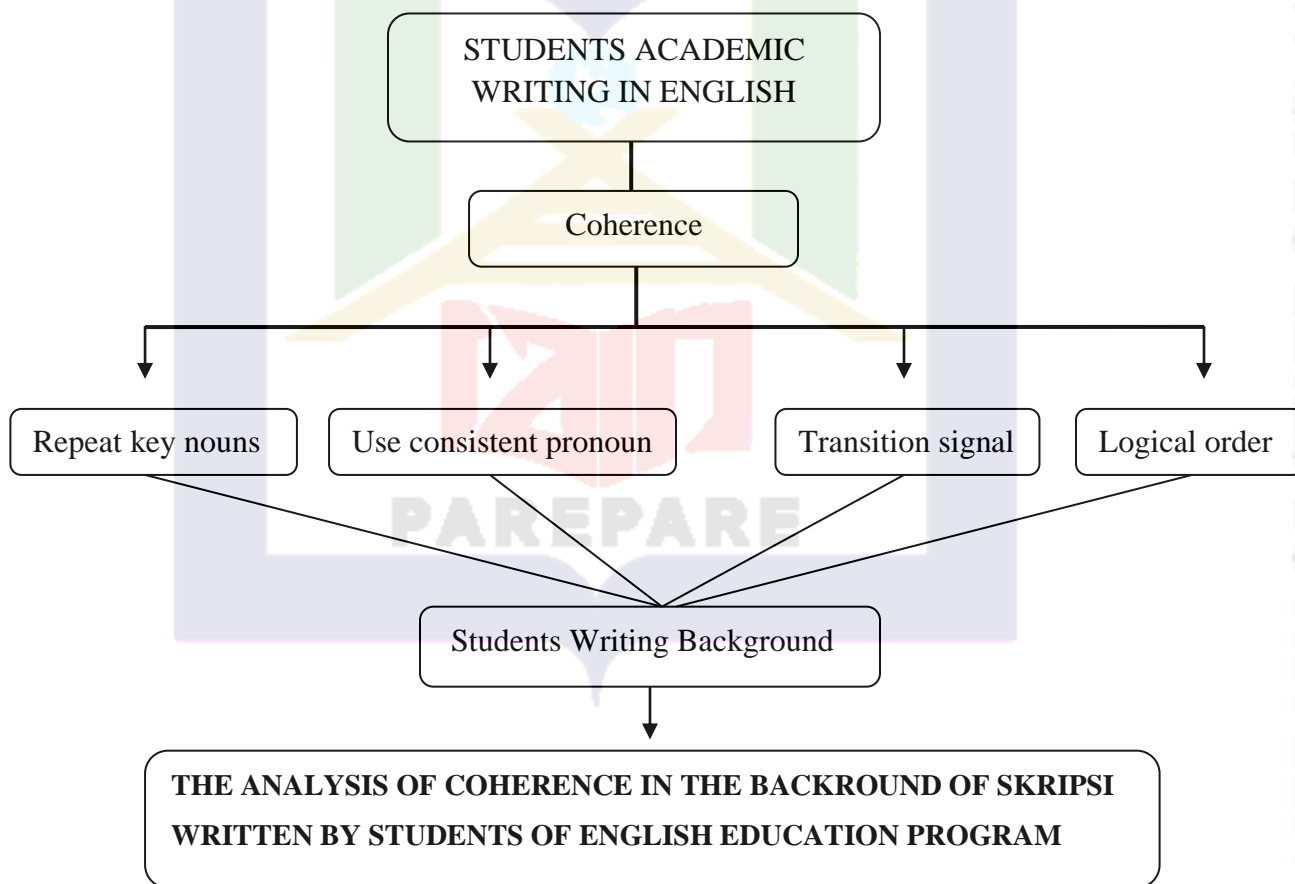 STUDENTS ACADEMIC
WRITING IN ENGLISH
Coherence
Repeat key nouns
Use consistent pronoun
Transition signal
Logical order
PAREPARE
Students Writing Background
THE ANALYSIS OF COHERENCE IN THE BACKROUND OF SKRIPSI
WRITTEN BY STUDENTS OF ENGLISH EDUCATION PROGRAM